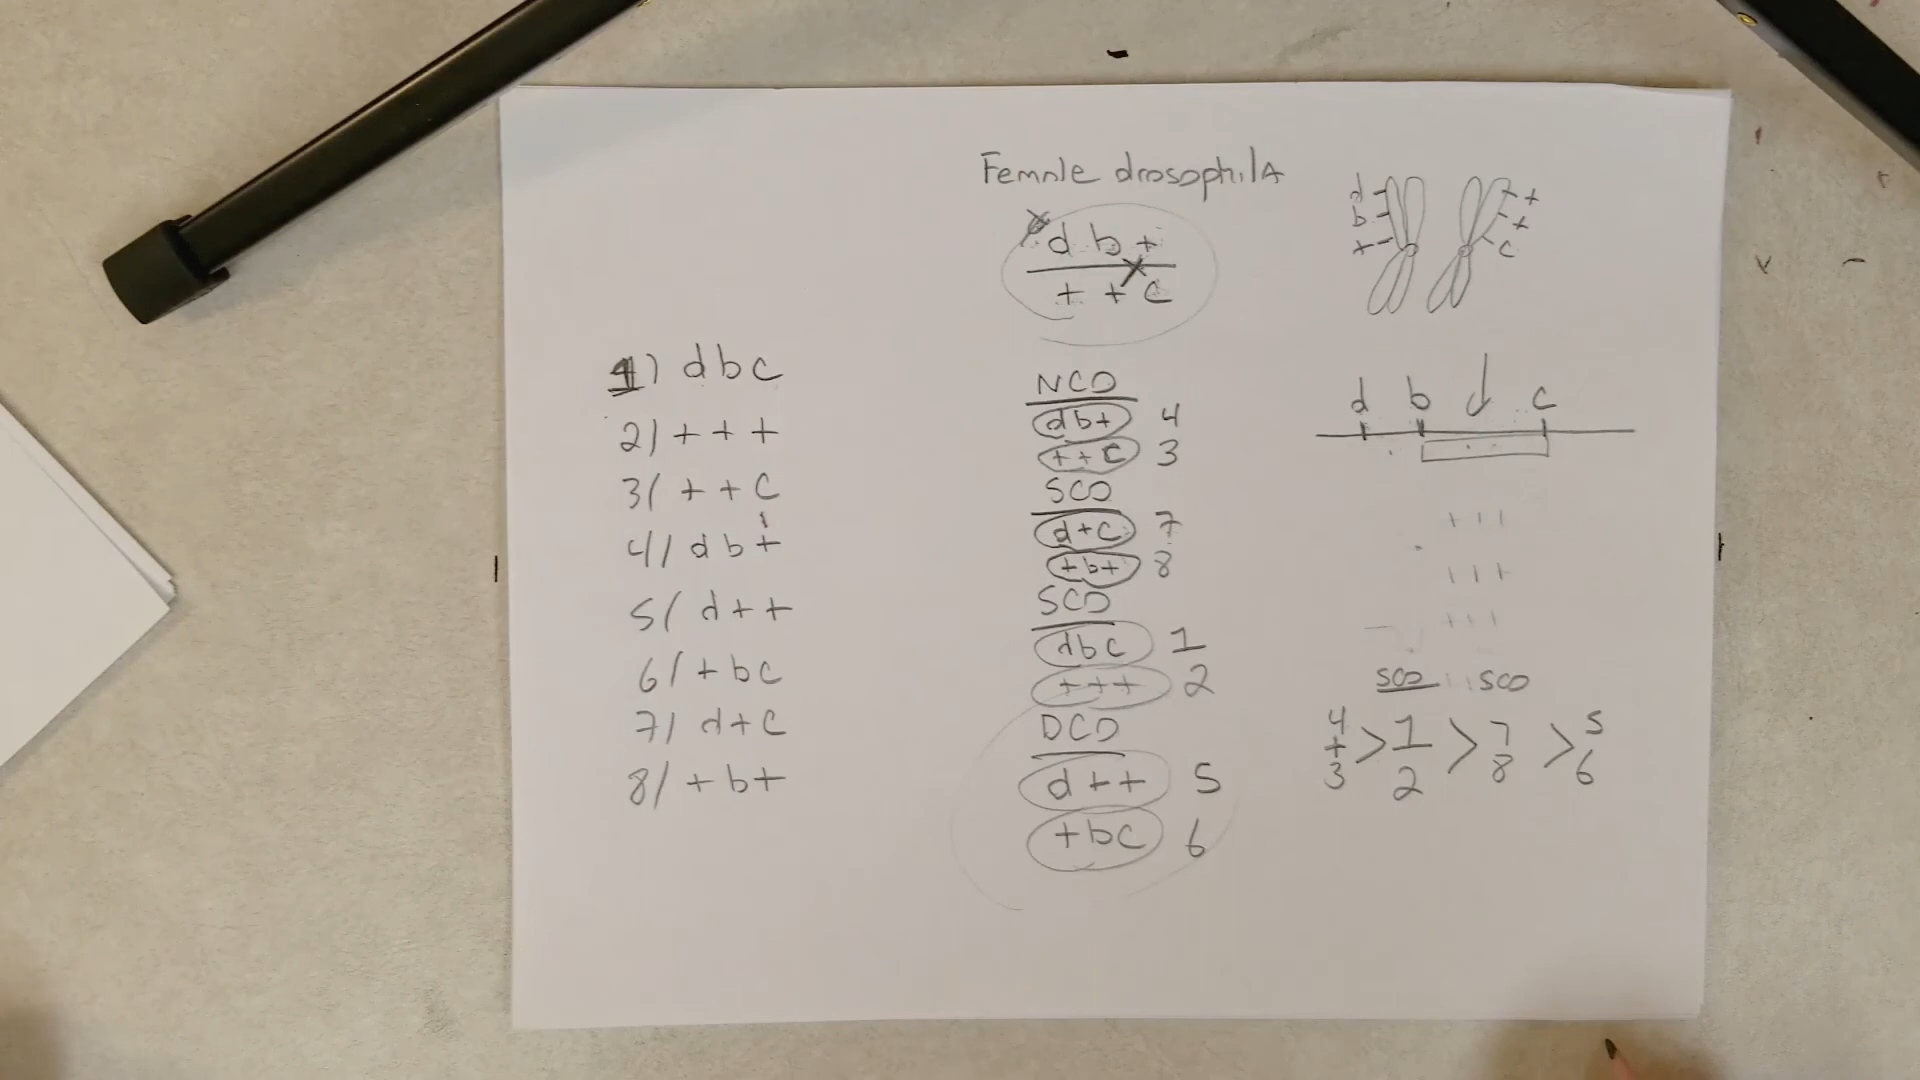 Female drosophila
d b +
+ + c
d
b
+
+
+
c
1) d b c
2) + + +
3) + + c
4) d b +
5) d + +
6) + b c
7) d + c
8) + b +
NCO
d b + 4
+ + c 3
SCO
d + c 7
+ b + 8
SCO
d b c 1
+ + + 2
DCO
d + + 5
+ b c 6
d b c
SCO SCO
4 + 3 > 1 2 > 7 8 > 5 6